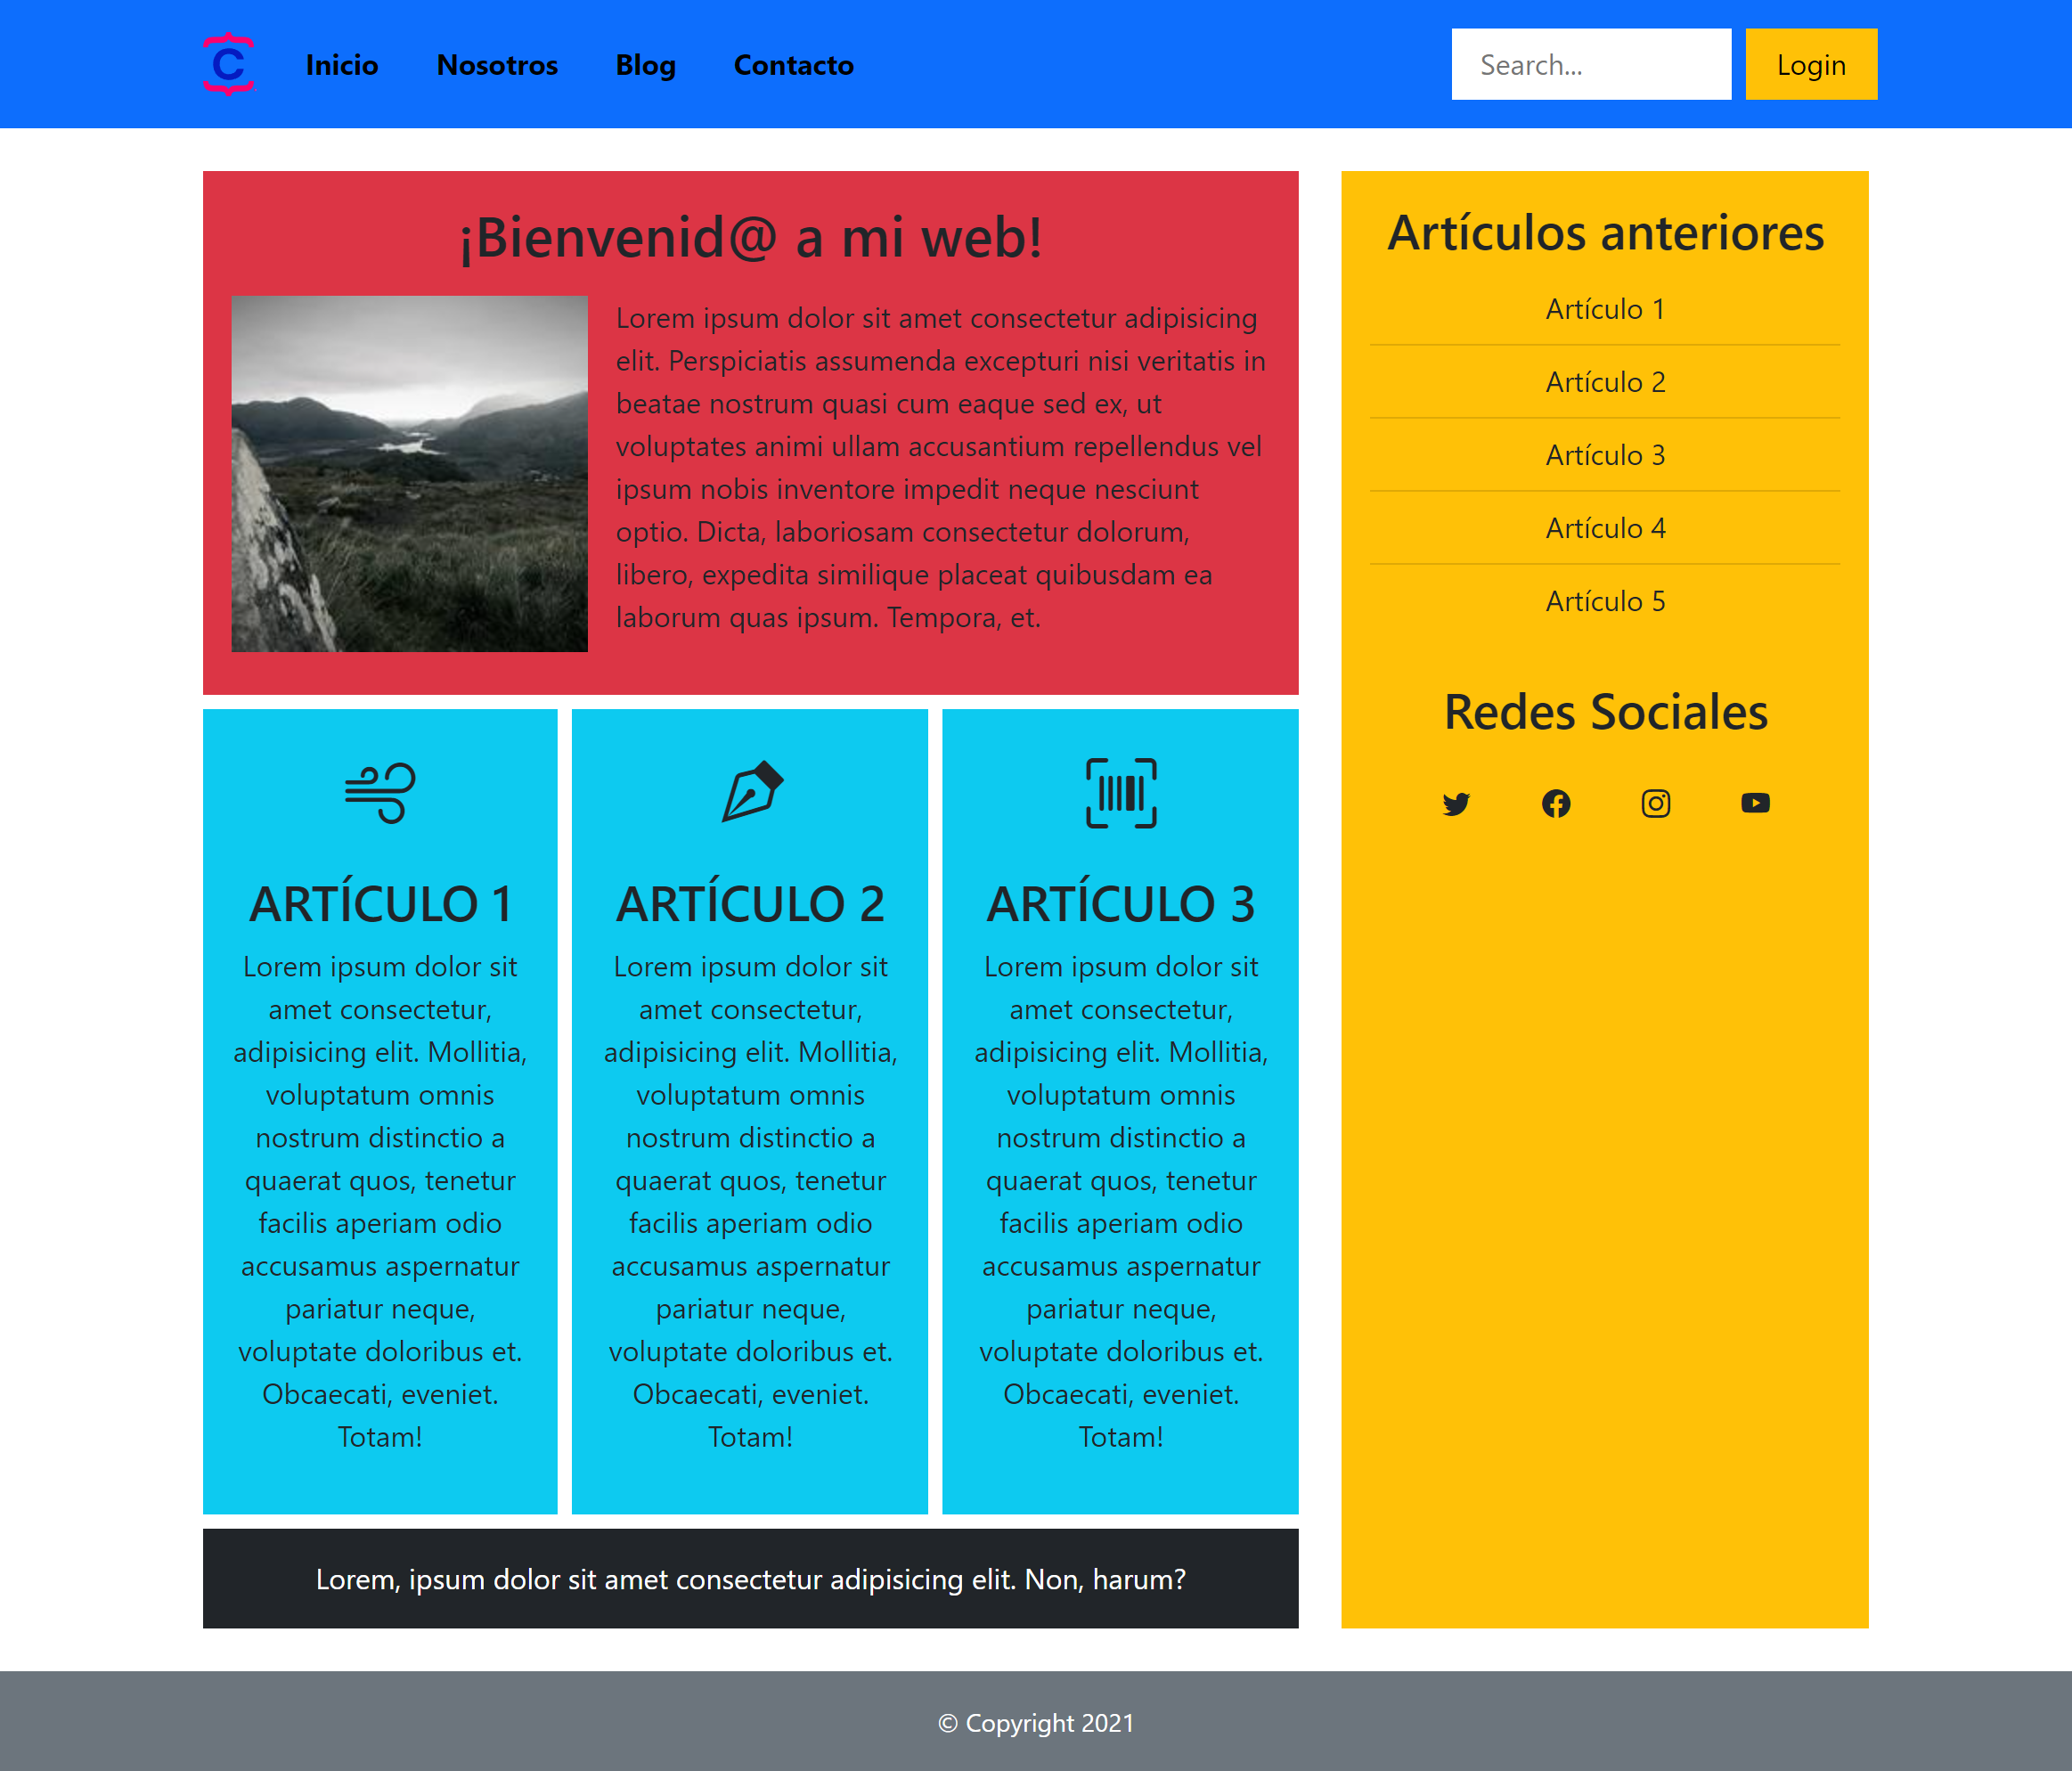 C
Inicio Nosotros Blog Contacto
Search...
Login
¡Bienvenid@ a mi web!
Lorem ipsum dolor sit amet consectetur adipisicing
elit. Perspiciatis assumenda excepturi nisi veritatis in
beatae nostrum quasi cum eaque sed ex, ut
voluptates animi ullam accusantium repellendus vel
ipsum nobis inventore impedit neque nesciunt
optio. Dicta, laboriosam consectetur dolorum,
libero, expedita similique placeat quibusdam ea
laborum quas ipsum. Tempora, et.
ARTÍCULO 1
Lorem ipsum dolor sit
amet consectetur,
adipisicing elit. Mollitia,
voluptatum omnis
nostrum distinctio a
quaerat quos, tenetur
facilis aperiam odio
accusamus aspernatur
pariatur neque,
voluptate doloribus et.
Obcaecati, eveniet.
Totam!
ARTÍCULO 2
Lorem ipsum dolor sit
amet consectetur,
adipisicing elit. Mollitia,
voluptatum omnis
nostrum distinctio a
quaerat quos, tenetur
facilis aperiam odio
accusamus aspernatur
pariatur neque,
voluptate doloribus et.
Obcaecati, eveniet.
Totam!
ARTÍCULO 3
Lorem ipsum dolor sit
amet consectetur,
adipisicing elit. Mollitia,
voluptatum omnis
nostrum distinctio a
quaerat quos, tenetur
facilis aperiam odio
accusamus aspernatur
pariatur neque,
voluptate doloribus et.
Obcaecati, eveniet.
Totam!
Lorem, ipsum dolor sit amet consectetur adipisicing elit. Non, harum?
Artículos anteriores
Artículo 1
Artículo 2
Artículo 3
Artículo 4
Artículo 5
Redes Sociales
© Copyright 2021